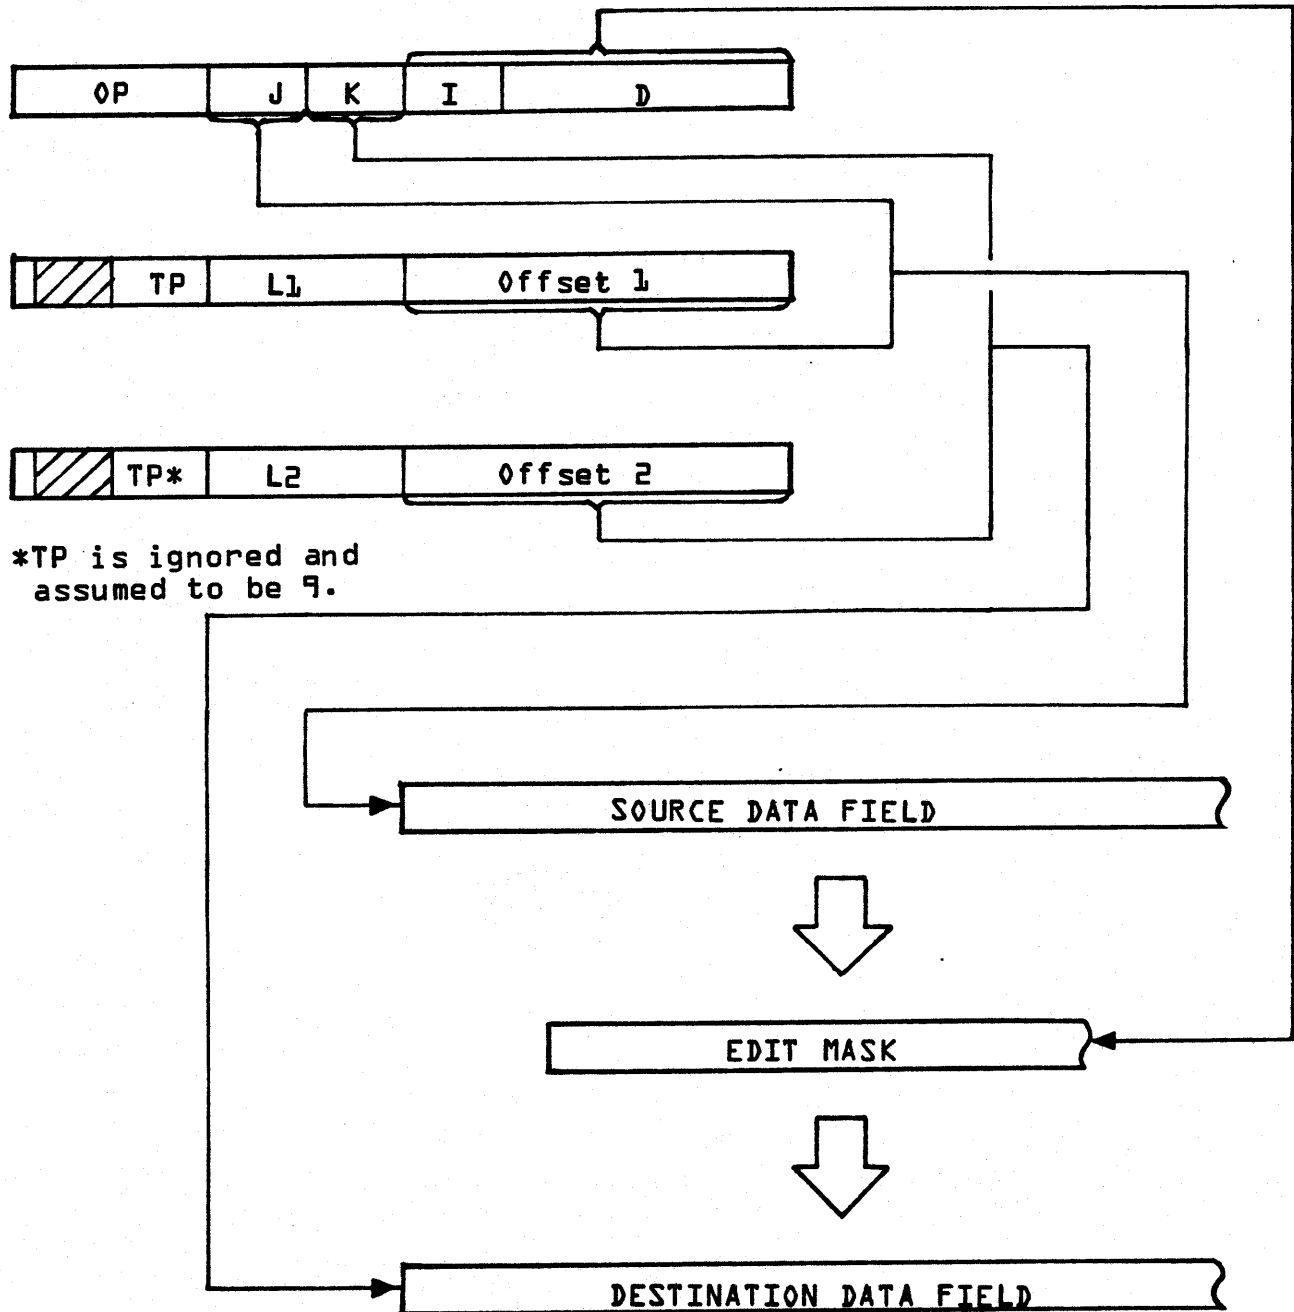 OP J K I D
TP L1 Offset 1
TP* L2 Offset 2
*TP is ignored and
assumed to be 9.
SOURCE DATA FIELD
EDIT MASK
DESTINATION DATA FIELD